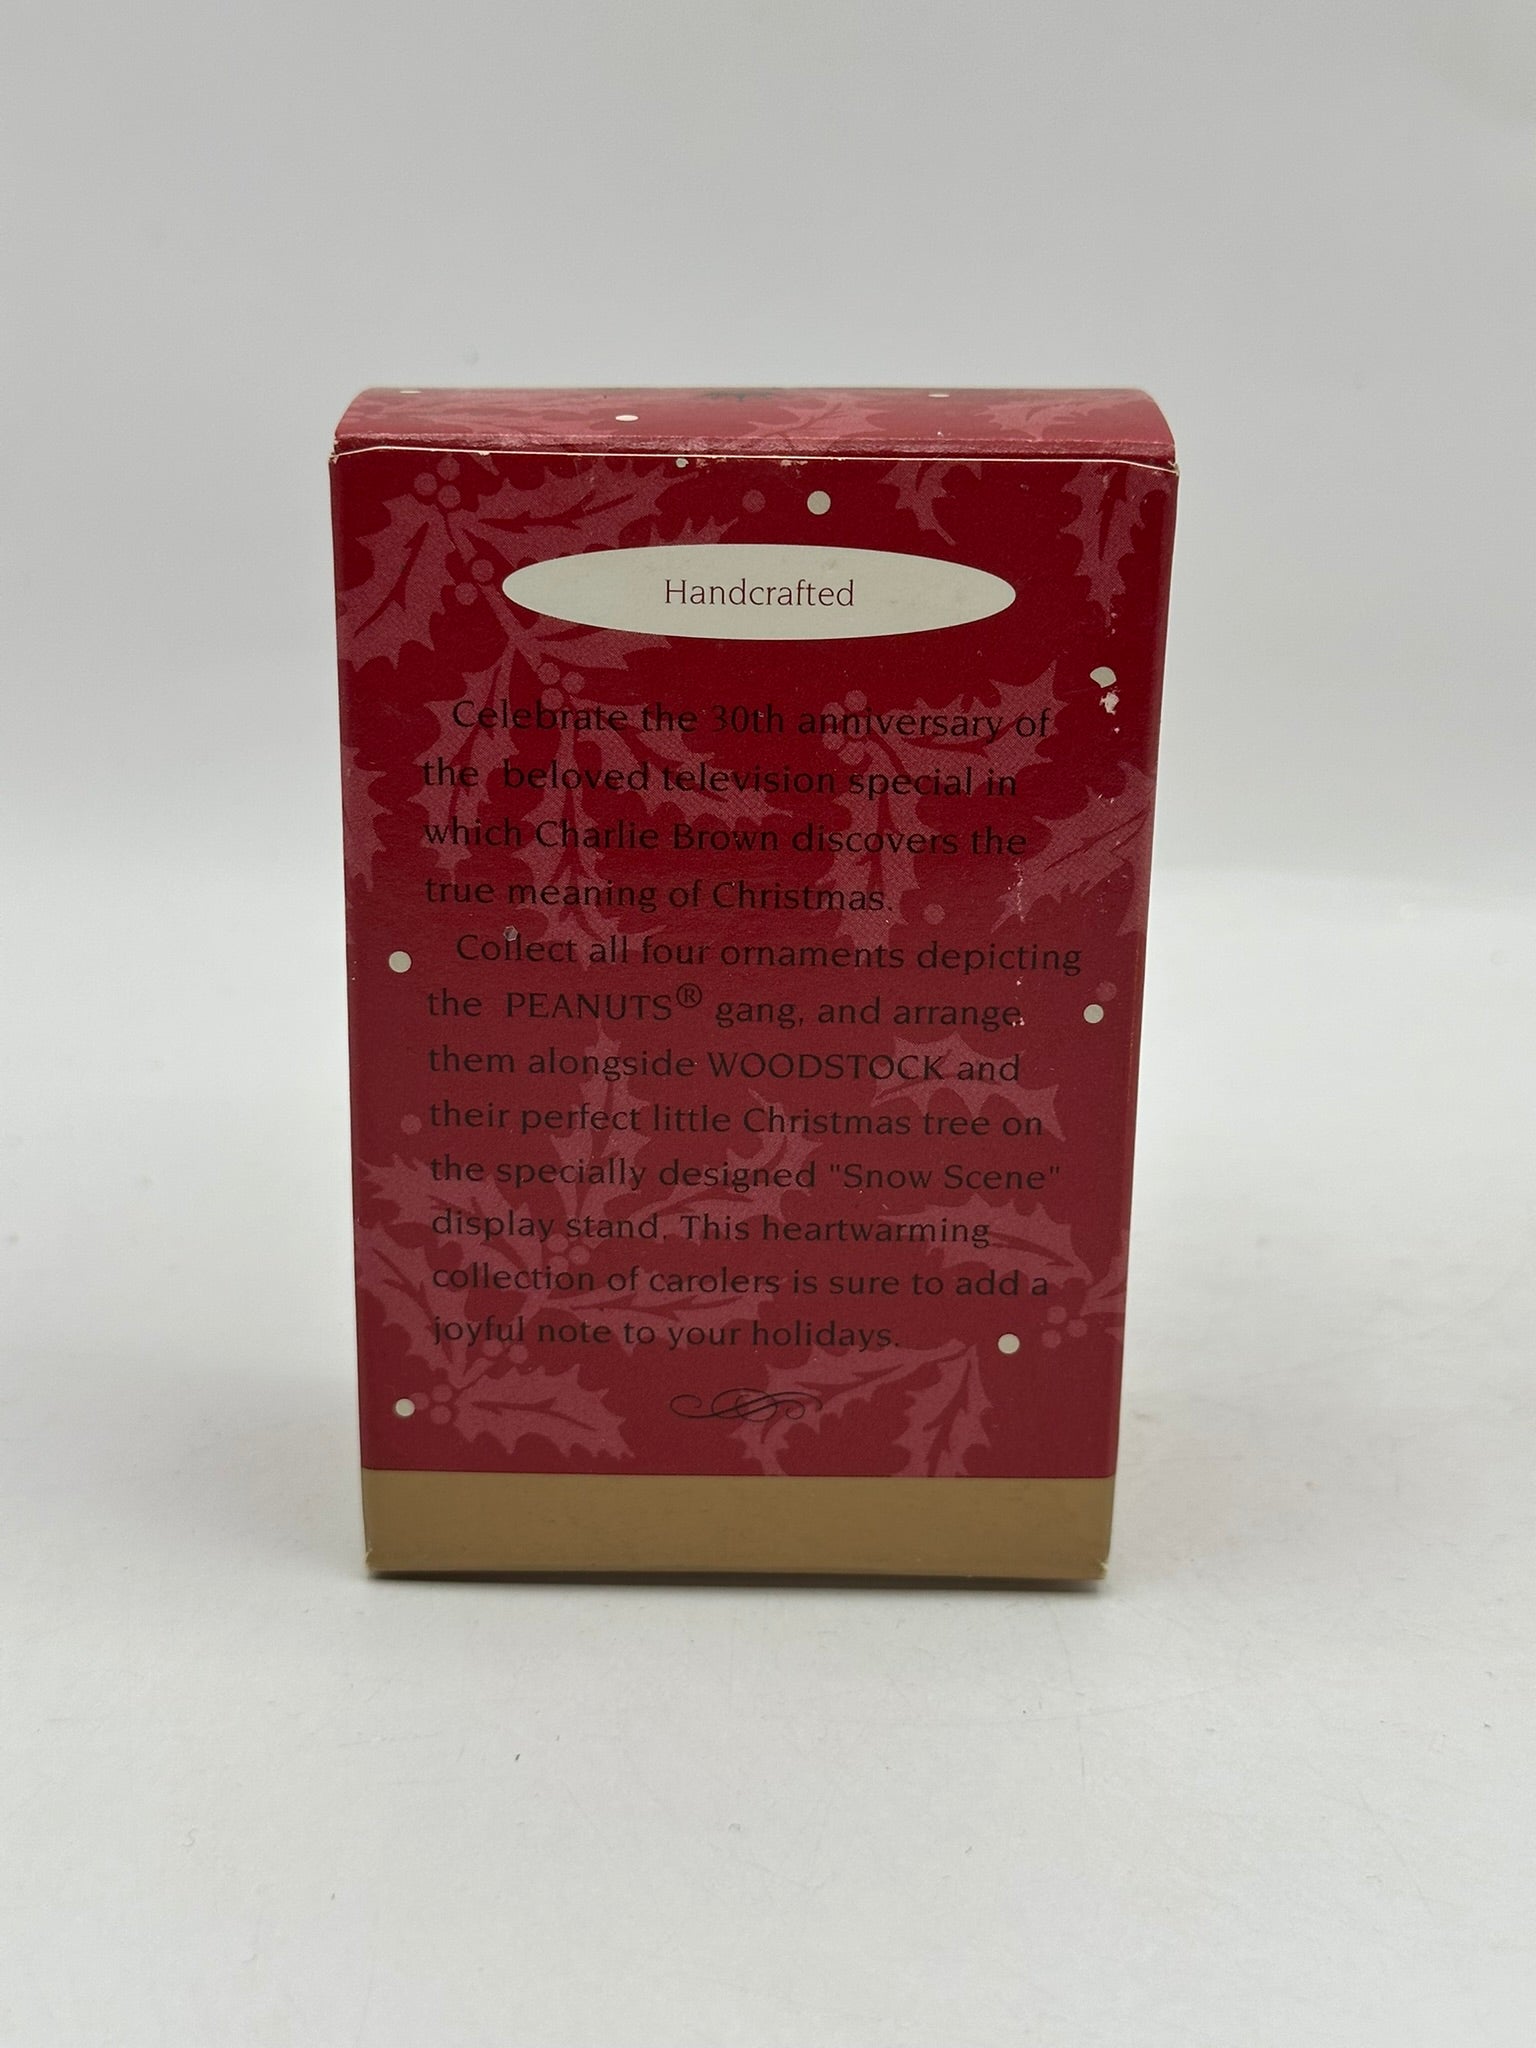 Handcrafted
Celebrate the 30th anniversary of
the beloved television special in
which Charlie Brown discovers the
true meaning of Christmas.
Collect all four ornaments depicting
the PEANUTS® gang, and arrange
them alongside WOODSTOCK and
their perfect little Christmas tree on
the specially designed "Snow Scene"
display stand. This heartwarming
collection of carolers is sure to add a
joyful note to your holidays.